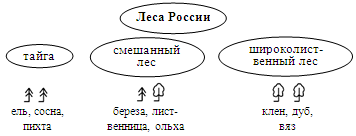 Леса России
тайга
смешанный
лес
широколист-
венный лес
ель, сосна,
пихта
береза, лист-
венница, ольха
клен, дуб,
вяз